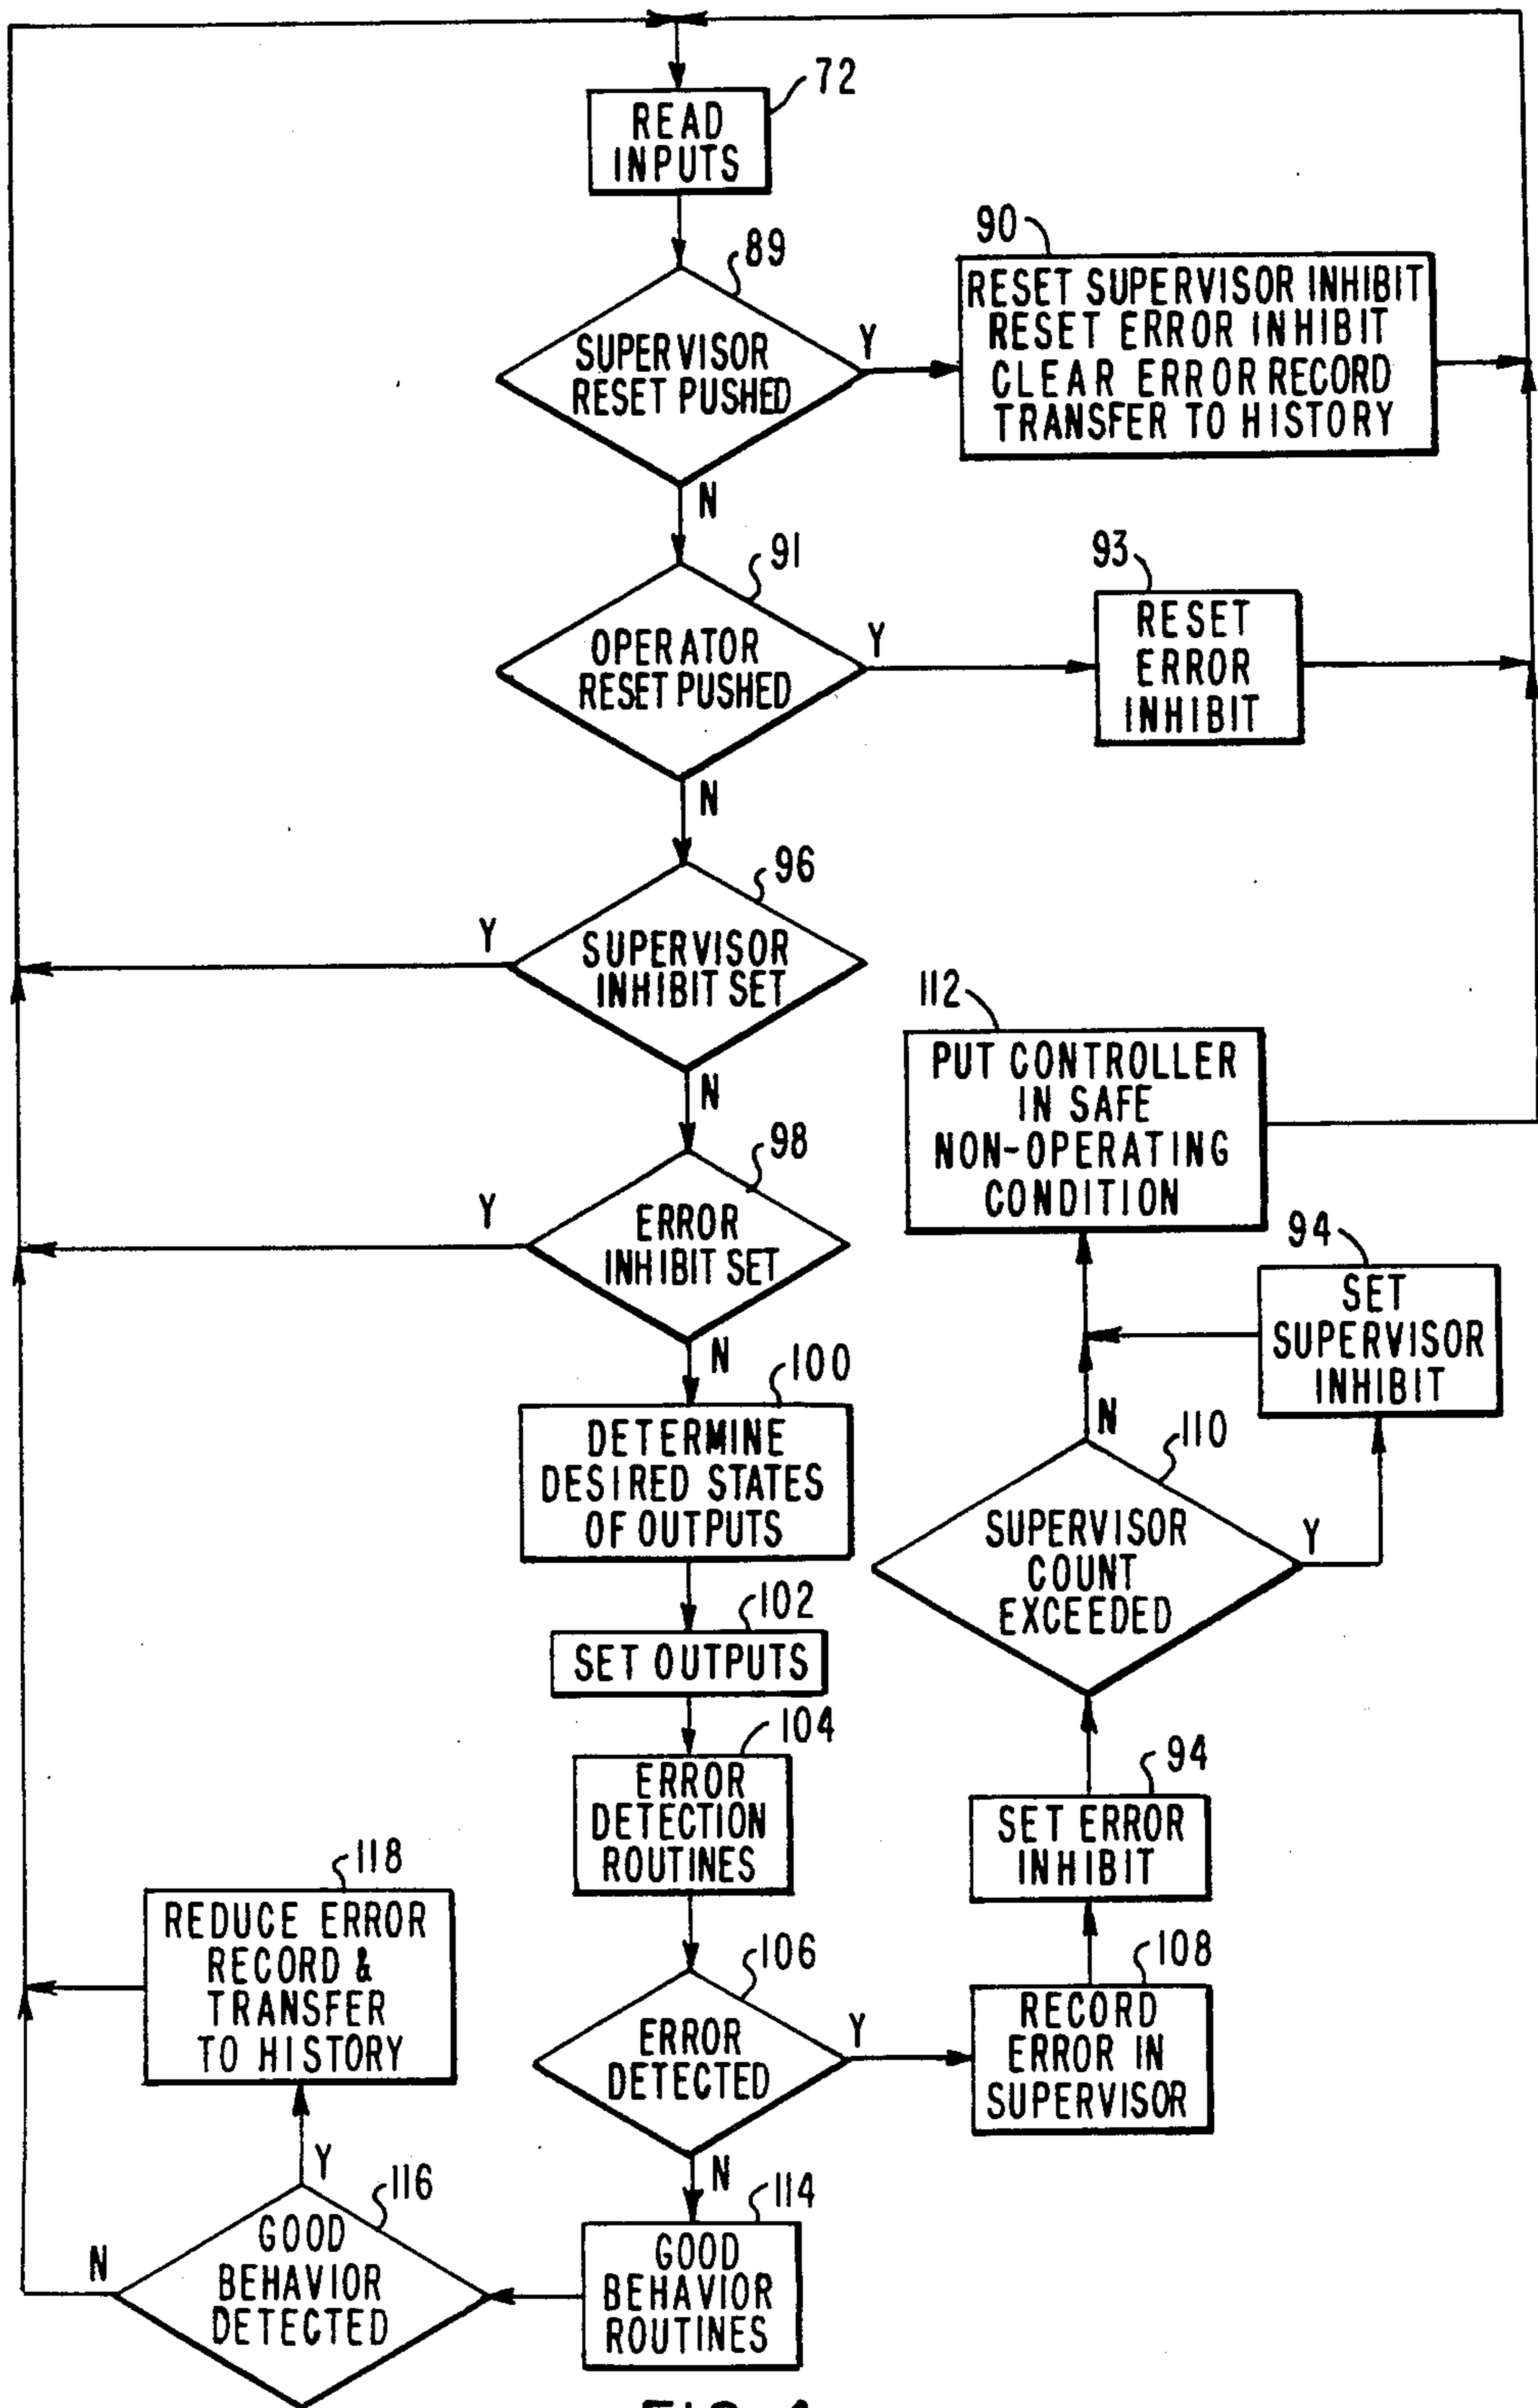 72
READ
INPUTS
89
SUPERVISOR
RESET PUSHED
Y
N
90
RESET SUPERVISOR INHIBIT
RESET ERROR INHIBIT
CLEAR ERROR RECORD
TRANSFER TO HISTORY
91
OPERATOR
RESET PUSHED
Y
N
93
RESET
ERROR
INHIBIT
96
SUPERVISOR
INHIBIT SET
Y
N
98
ERROR
INHIBIT SET
Y
N
100
DETERMINE
DESIRED STATES
OF OUTPUTS
102
SET OUTPUTS
104
ERROR
DETECTION
ROUTINES
106
ERROR
DETECTED
Y
N
108
RECORD
ERROR IN
SUPERVISOR
94
SET ERROR
INHIBIT
110
SUPERVISOR
COUNT
EXCEEDED
Y
N
94
SET
SUPERVISOR
INHIBIT
112
PUT CONTROLLER
IN SAFE
NON-OPERATING
CONDITION
114
GOOD
BEHAVIOR
ROUTINES
116
GOOD
BEHAVIOR
DETECTED
Y
N
118
REDUCE ERROR
RECORD &
TRANSFER
TO HISTORY